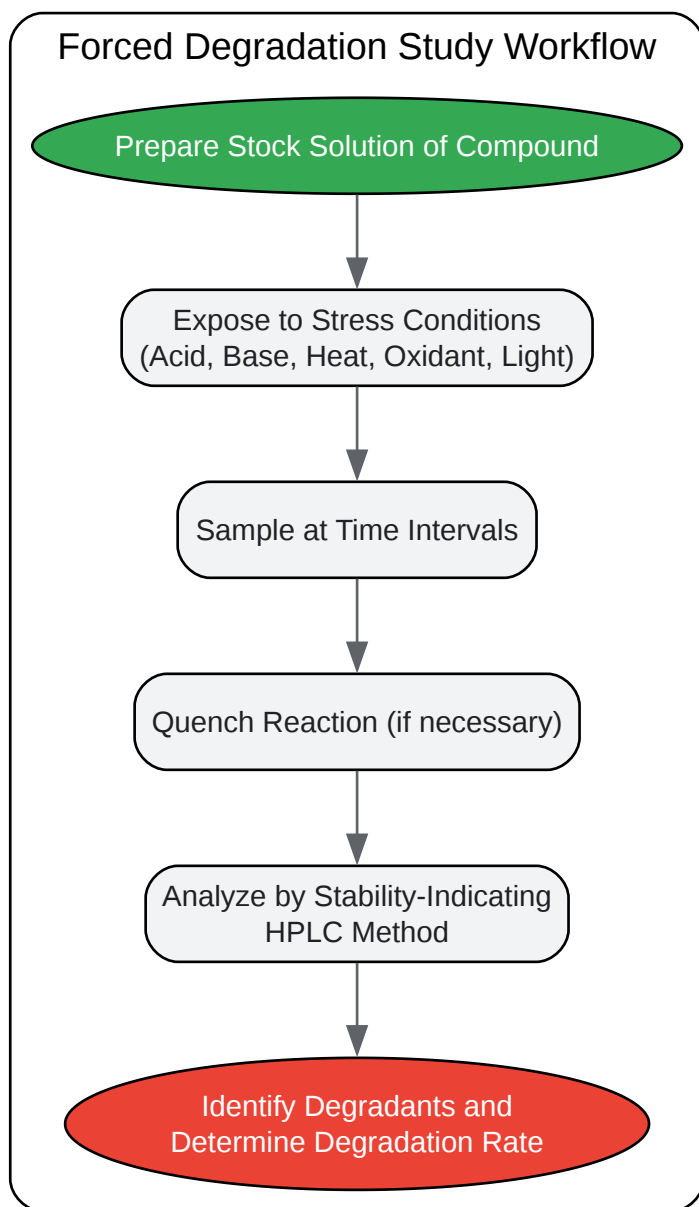 Forced Degradation Study Workflow
Prepare Stock Solution of Compound
Expose to Stress Conditions
(Acid, Base, Heat, Oxidant, Light)
Sample at Time Intervals
Quench Reaction (if necessary)
Analyze by Stability-Indicating
HPLC Method
Identify Degradants and
Determine Degradation Rate